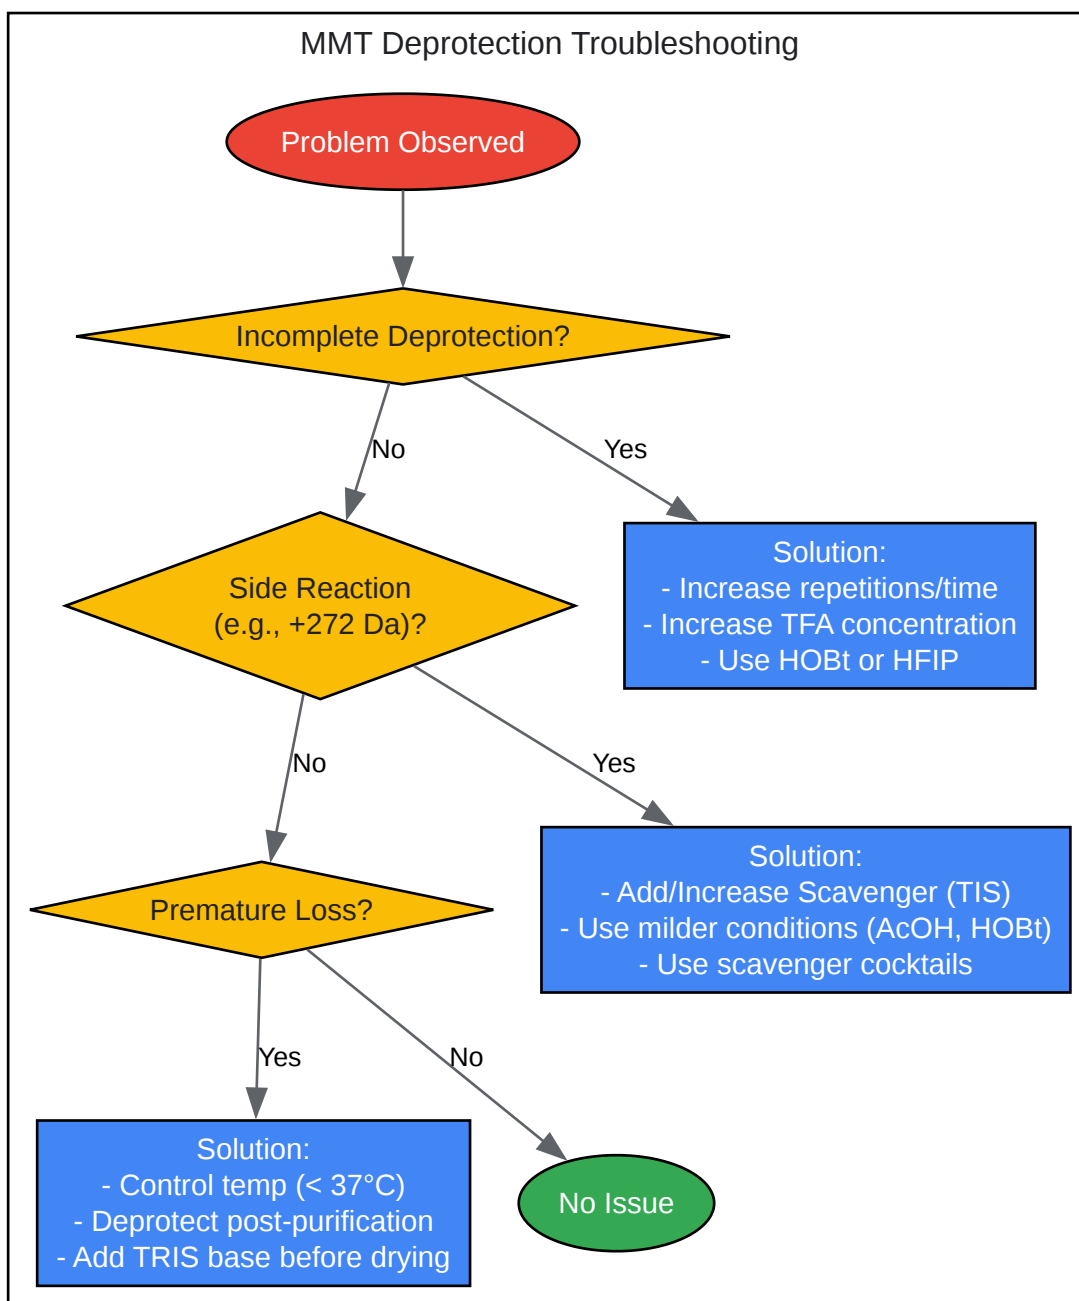 MMT Deprotection Troubleshooting
Problem Observed
Incomplete Deprotection?
No
Yes
Side Reaction
(e.g., +272 Da)?
Solution:
- Increase repetitions/time
- Increase TFA concentration
- Use HOBt or HFIP
No
Yes
Premature Loss?
Solution:
- Add/Increase Scavenger (TIS)
- Use milder conditions (AcOH, HOBt)
- Use scavenger cocktails
Yes
No
Solution:
- Control temp (< 37°C)
- Deprotect post-purification
- Add TRIS base before drying
No Issue